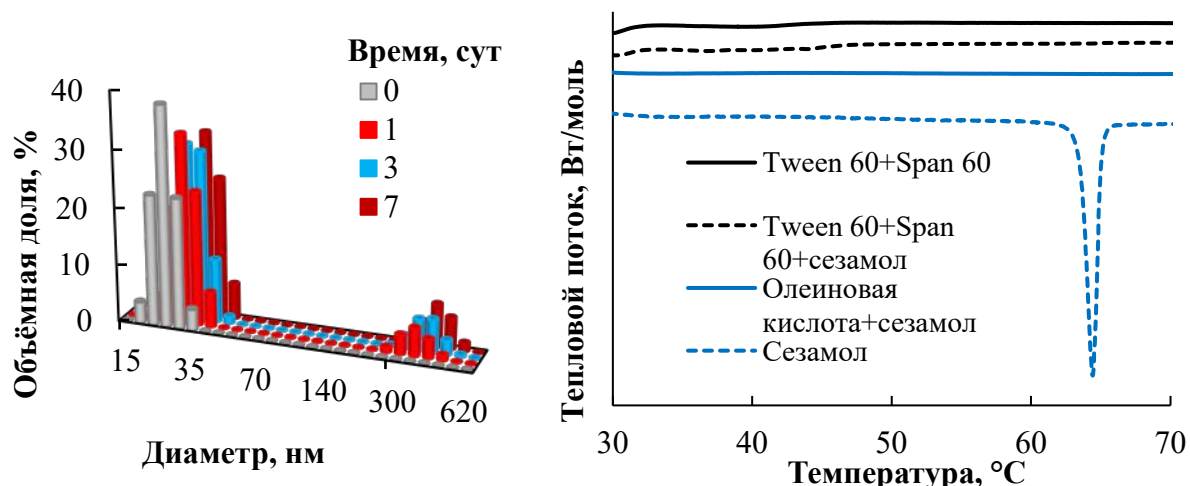 Время, сут
0
1
3
7
Объёмная доля, %
40
30
20
10
0
15
35
70
140
300
620
Диаметр, нм
Тепловой поток, Вт/моль
Tween 60+Span 60
Tween 60+Span
60+сезамол
Олеиновая
кислота+сезамол
Сезамол
30
40
50
60
70
Температура, °C